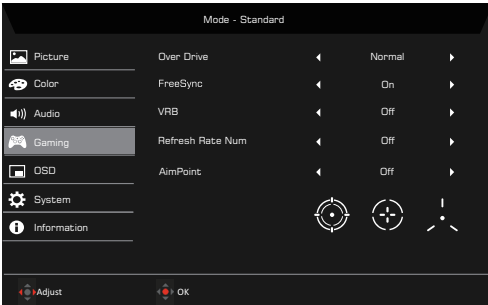 Mode - Standard
Picture
Over Drive Normal
Color
FreeSync On
Audio
VRB Off
Gaming
Refresh Rate Num Off
OSD
AimPoint Off
System
Information
Adjust OK